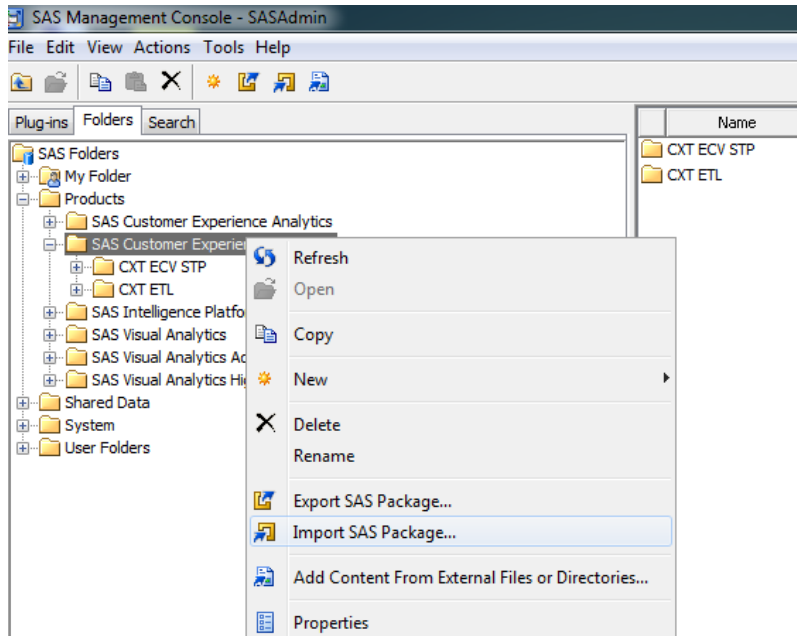 SAS Management Console - SASAdmin
File Edit View Actions Tools Help
Plug-ins Folders Search
Name
SAS Folders
My Folder
Products
SAS Customer Experience Analytics
SAS Customer Experie
CXT ECV STP
CXT ETL
SAS Intelligence Platfo
SAS Visual Analytics
SAS Visual Analytics Ad
SAS Visual Analytics Hi
Shared Data
System
User Folders
CXT ECV STP
CXT ETL
Refresh
Open
Copy
New
Delete
Rename
Export SAS Package...
Import SAS Package...
Add Content From External Files or Directories...
Properties